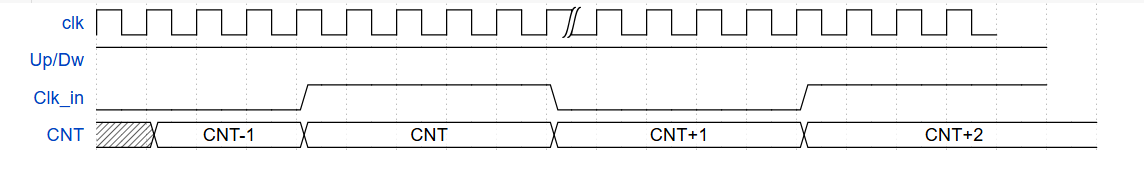 clk
Up/Dw
Clk_in
CNT CNT-1 CNT CNT+1 CNT+2